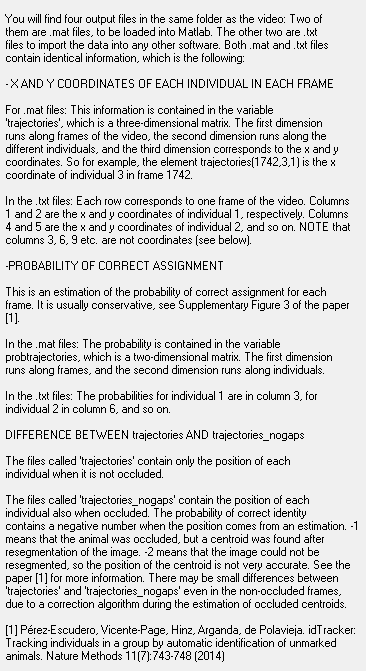 You will find four output files in the same folder as the video: Two of
them are .mat files, to be loaded into Matlab. The other two are .txt
files to import the data into any other software. Both .mat and .txt files
contain identical information, which is the following:
- X AND Y COORDINATES OF EACH INDIVIDUAL IN EACH FRAME
For .mat files: This information is contained in the variable
'trajectories', which is a three-dimensional matrix. The first dimension
runs along frames of the video, the second dimension runs along the
different individuals, and the third dimension corresponds to the x and y
coordinates. So for example, the element trajectories(1742,3,1) is the x
coordinate of individual 3 in frame 1742.
In the .txt files: Each row corresponds to one frame of the video. Columns
1 and 2 are the x and y coordinates of individual 1, respectively. Columns
4 and 5 are the x and y coordinates of individual 2, and so on. NOTE that
columns 3, 6, 9 etc. are not coordinates (see below).
-PROBABILITY OF CORRECT ASSIGNMENT
This is an estimation of the probability of correct assignment for each
frame. It is usually conservative, see Supplementary Figure 3 of the paper
[1].
In the .mat files: The probability is contained in the variable
probtrajectories, which is a two-dimensional matrix. The first dimension
runs along frames, and the second dimension runs along individuals.
In the .txt files: The probabilities for individual 1 are in column 3, for
individual 2 in column 6, and so on.
DIFFERENCE BETWEEN trajectories AND trajectories_nogaps
The files called 'trajectories' contain only the position of each
individual when it is not occluded.
The files called 'trajectories_nogaps' contain the position of each
individual also when occluded. The probability of correct identity
contains a negative number when the position comes from an estimation. -1
means that the animal was occluded, but a centroid was found after
resegmentation of the image. -2 means that the image could not be
resegmented, so the position of the centroid is not very accurate. See the
paper [1] for more information. There may be small differences between
'trajectories' and 'trajectories_nogaps' even in the non-occluded frames,
due to a correction algorithm during the estimation of occluded centroids.
[1] Pérez-Escudero, Vicente-Page, Hinz, Arganda, de Polavieja. idTracker:
Tracking individuals in a group by automatic identification of unmarked
animals. Nature Methods 11(7):743-748 (2014)